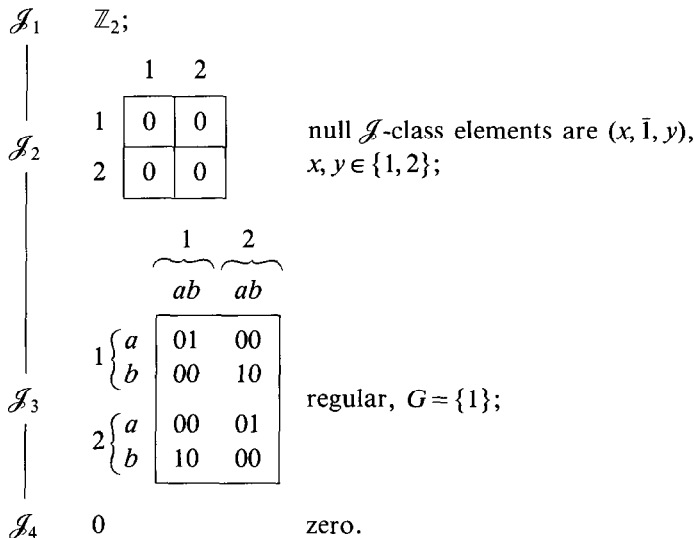 𝒥₁ ℤ₂;
1 2
1 0 0
𝒥₂ null 𝒥-class elements are (x, 1̄, y),
2 0 0 x, y ∈ {1, 2};
1 2
ab ab
1 { a 01 00
b 00 10
𝒥₃ regular, G = {1};
2 { a 00 01
b 10 00
𝒥₄ 0 zero.